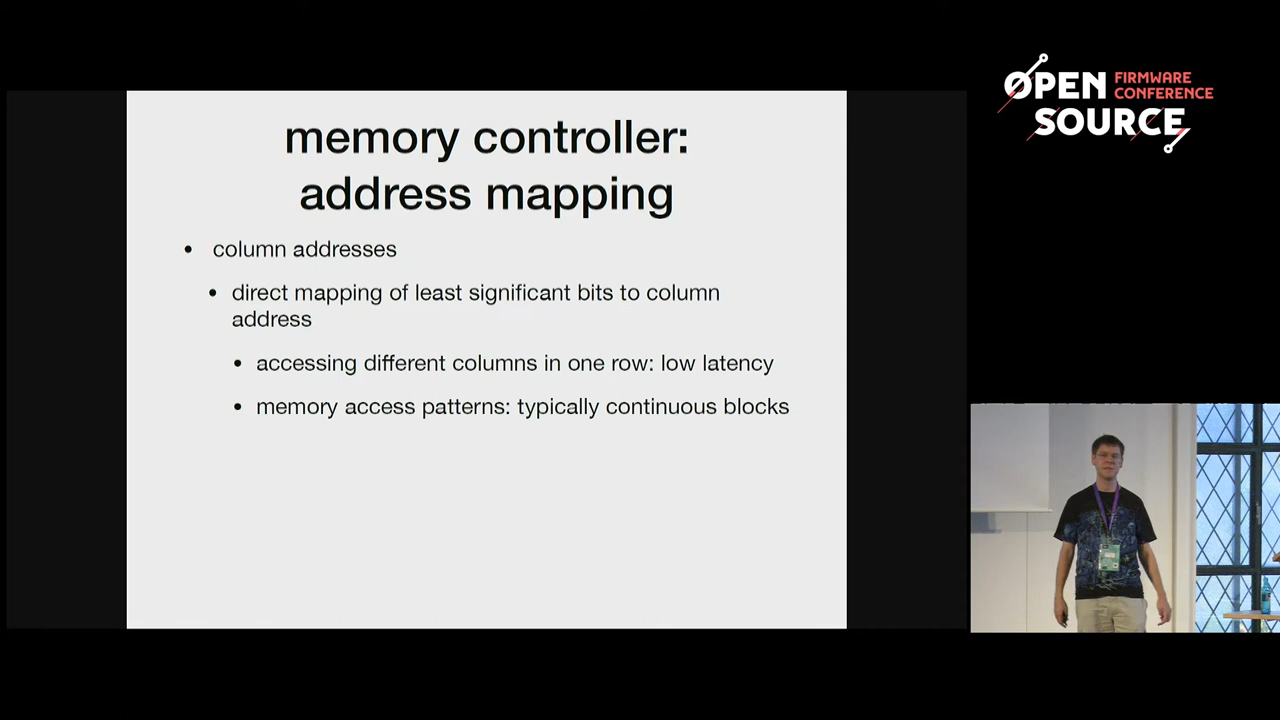 memory controller:
address mapping
• column addresses
• direct mapping of least significant bits to column
address
• accessing different columns in one row: low latency
• memory access patterns: typically continuous blocks
OPEN FIRMWARE
CONFERENCE
SOURCE